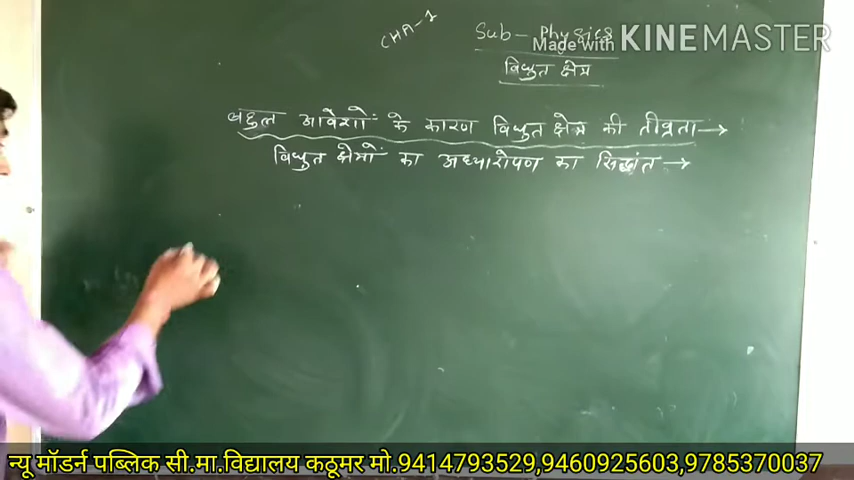 CHA-1
Sub - Physics
Made with KINEMASTER
विधुत क्षेत्र
बहुल आवेशों के कारण विधुत क्षेत्र की तीव्रता →
विधुत क्षेत्रों का अध्यारोपण का सिद्धांत →
न्यू मॉडर्न पब्लिक सी.मा.विद्यालय कठूमर मो.9414793529,9460925603,9785370037